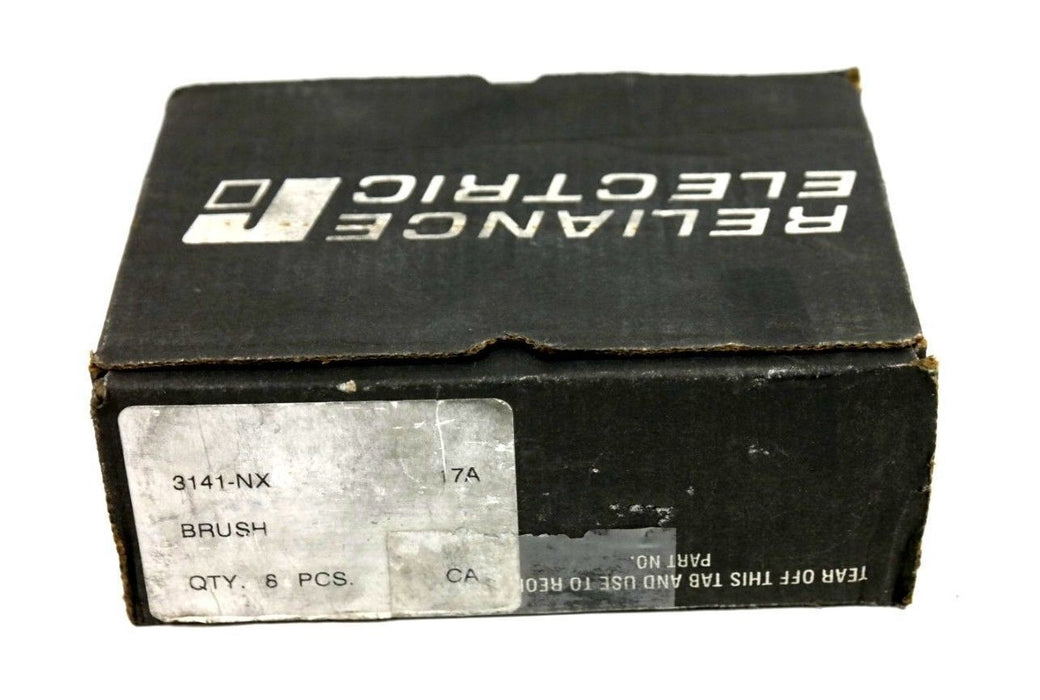 RELIANCE
ELECTRIC
3141-NX 17A
BRUSH
QTY. 6 PCS. CA
TEAR OFF THIS TAB AND USE TO REO
PART NO.